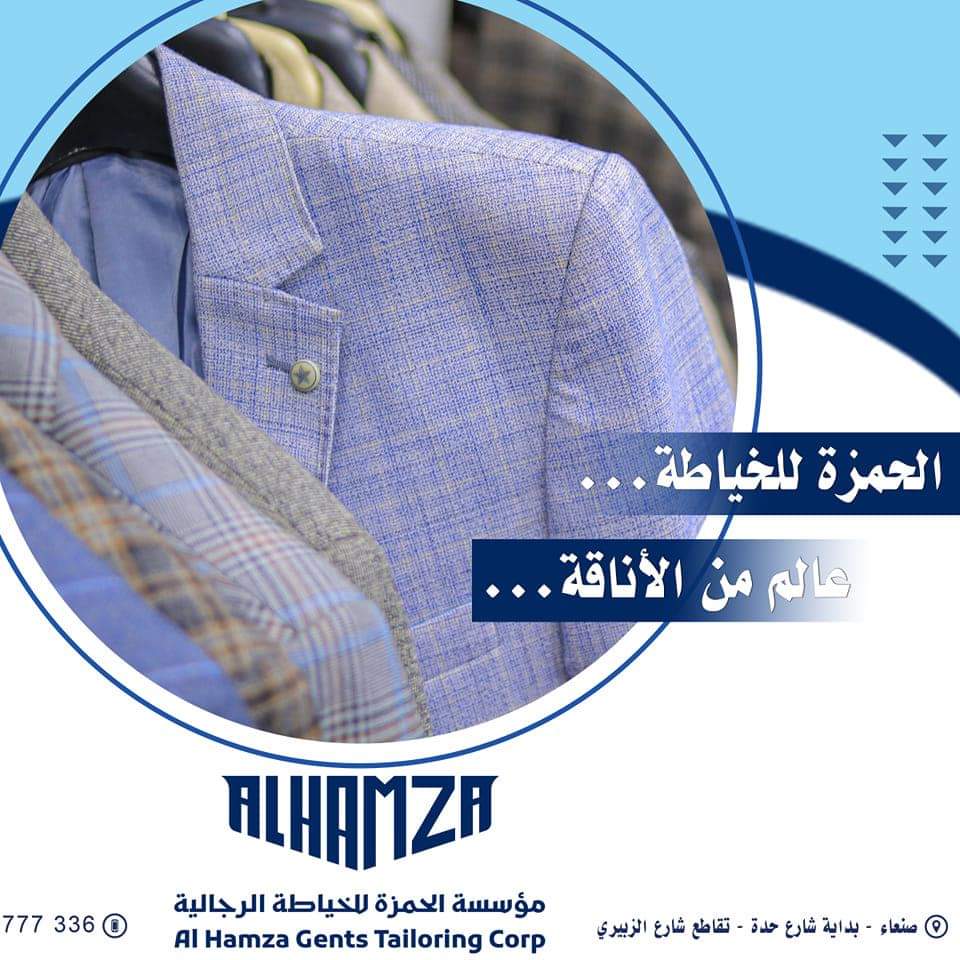 الحمزة للخياطة...
عالم من الأناقة...
ALHAMZA
مؤسسة الحمزة للخياطة الرجالية
Al Hamza Gents Tailoring Corp
صنعاء - بداية شارع حدة - تقاطع شارع الزبيري
777 336